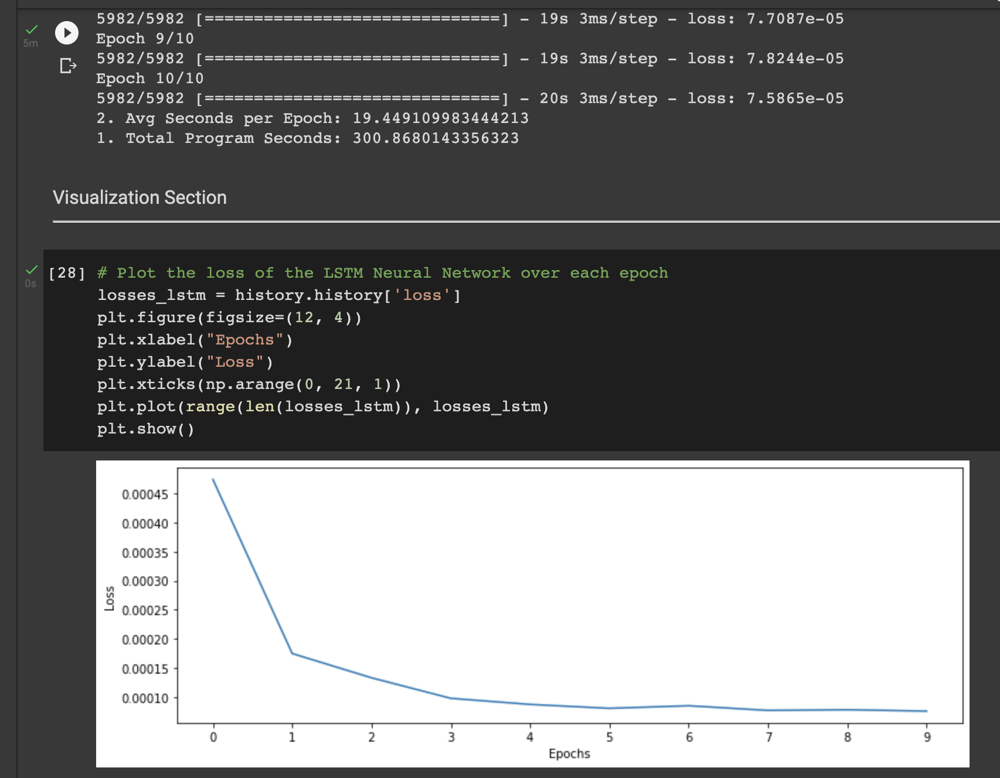 5982/5982 [==============================] - 19s 3ms/step - loss: 7.7087e-05
Epoch 9/10
5982/5982 [==============================] - 19s 3ms/step - loss: 7.8244e-05
Epoch 10/10
5982/5982 [==============================] - 20s 3ms/step - loss: 7.5865e-05
2. Avg Seconds per Epoch: 19.449109983444213
1. Total Program Seconds: 300.8680143356323
5m
Visualization Section
[28]
0s
# Plot the loss of the LSTM Neural Network over each epoch
losses_lstm = history.history['loss']
plt.figure(figsize=(12, 4))
plt.xlabel("Epochs")
plt.ylabel("Loss")
plt.xticks(np.arange(0, 21, 1))
plt.plot(range(len(losses_lstm)), losses_lstm)
plt.show()
0.00045
0.00040
0.00035
0.00030
0.00025
0.00020
0.00015
0.00010
Loss
0 1 2 3 4 5 6 7 8 9
Epochs